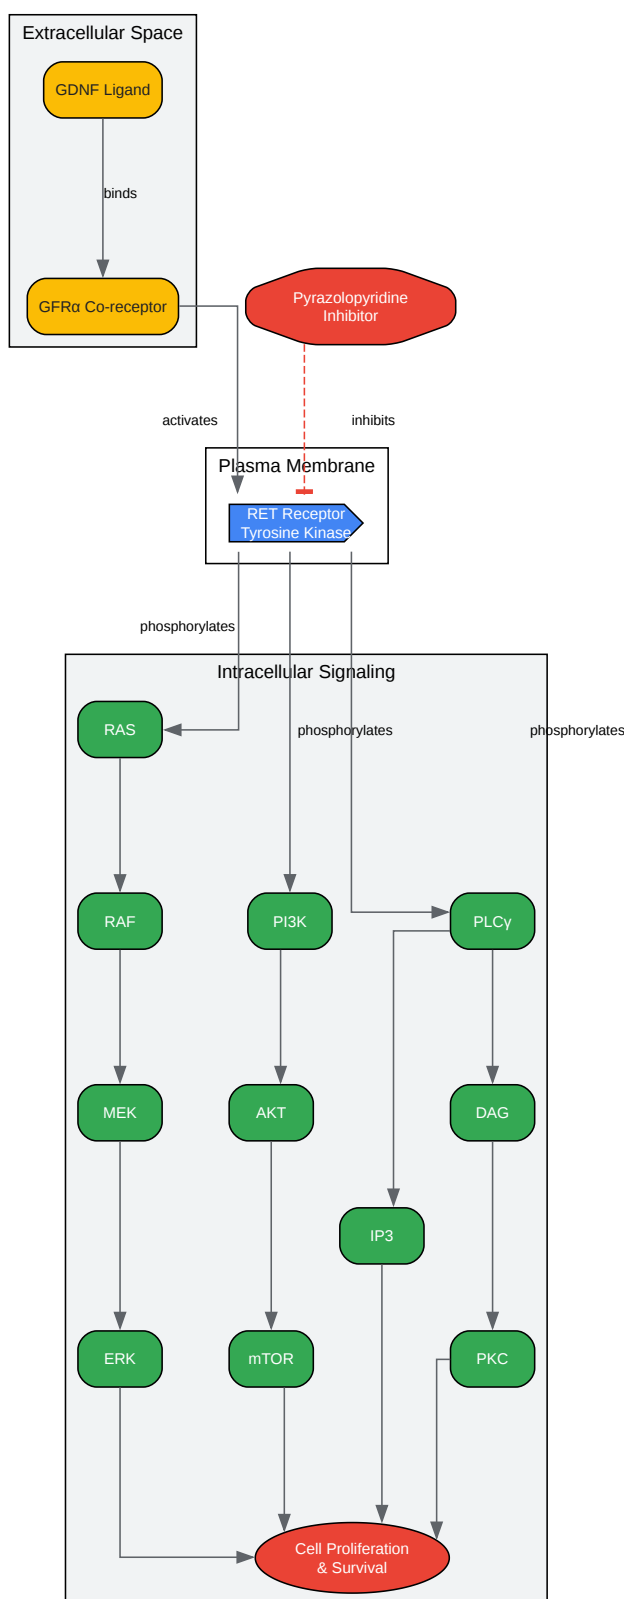 Extracellular Space
GDNF Ligand
binds
GFRα Co-receptor
Pyrazolopyridine
Inhibitor
activates
inhibits
Plasma Membrane
RET Receptor
Tyrosine Kinase
phosphorylates
Intracellular Signaling
RAS
phosphorylates
phosphorylates
RAF
PI3K
PLCγ
MEK
AKT
DAG
IP3
ERK
mTOR
PKC
Cell Proliferation
& Survival